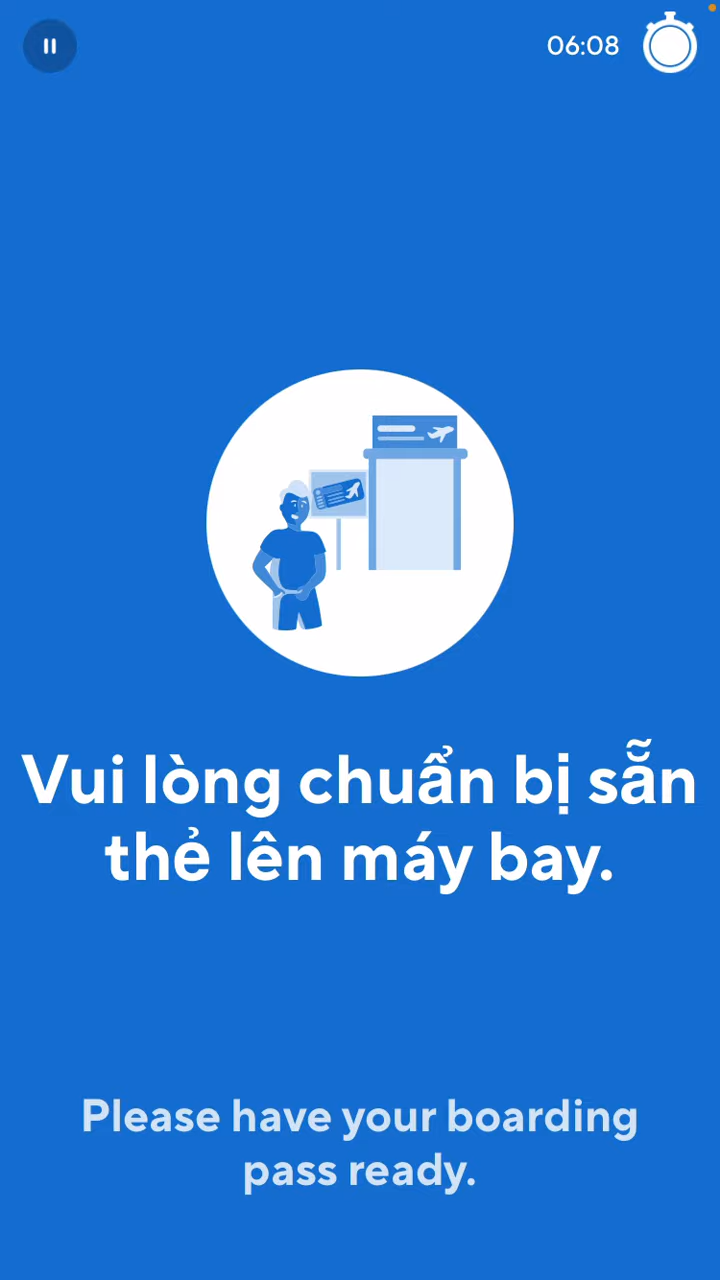 06:08
Vui lòng chuẩn bị sẵn
thẻ lên máy bay.
Please have your boarding
pass ready.